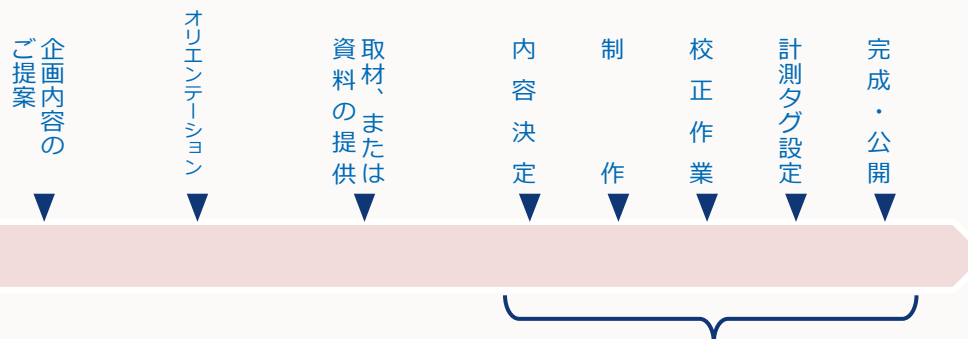 企画内容の
ご提案
オリエンテーション
取材、または
資料の提供
内容決定
制作
校正作業
計測タグ設定
完成・公開